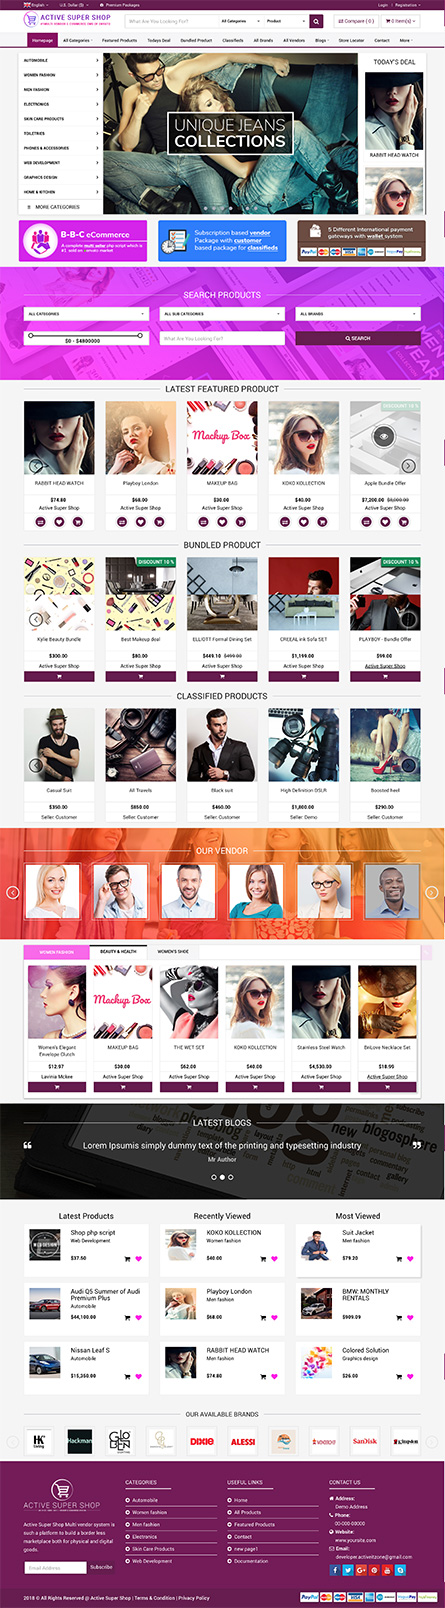 English
U.S. Dollar ($)
Premium Packages
Login
Registration
ACTIVE SUPER SHOP
What Are You Looking For?
All Categories
Product
Compare ( 0 )
0 Item(s)
Homepage
All Categories
Featured Products
Todays Deal
Bundled Product
Classifieds
All Brands
All Vendors
Blogs
Store Locator
Contact
More
AUTOMOBILE
WOMEN FASHION
MEN FASHION
ELECTRONICS
SKIN CARE PRODUCTS
TOILETRIES
PHONES & ACCESSORIES
WEB DEVELOPMENT
GRAPHICS DESIGN
HOME & KITCHEN
MORE CATEGORIES
UNIQUE JEANS
COLLECTIONS
TODAY'S DEAL
RABBIT HEAD WATCH
B-B-C eCommerce
A complete multi seller php script which is
Subscription based vendor
Package with customer
based package for classifieds
5 Different International payment
gateways with wallet system
SEARCH PRODUCTS
ALL CATEGORIES
ALL SUB CATEGORIES
ALL BRANDS
$0 - $4800000
What Are You Looking For?
SEARCH
LATEST FEATURED PRODUCT
Mackup Box
DISCOUNT 10 %
RABBIT HEAD WATCH
Playboy London
MAKEUP BAG
KOKO KOLLECTION
Apple Bundle Offer
$74.80
$68.00
$30.00
$40.00
$7,200.00 $8,000.00
Active Super Shop
Active Super Shop
Active Super Shop
Active Super Shop
Active Super Shop
BUNDLED PRODUCT
DISCOUNT 10 %
DISCOUNT 10 %
Kylie Beauty Bundle
Best Makeup deal
ELLIOTT Formal Dining Set
CREEAL ink Sofa SET
PLAYBOY - Bundle Offer
$300.00
$80.00
$449.10 $499.00
$1,199.00
$99.00
Active Super Shop
Active Super Shop
Active Super Shop
Active Super Shop
Active Super Shop
CLASSIFIED PRODUCTS
Casual Suit
All Travels
Black suit
High Definition DSLR
Boosted heel
$350.00
$850.00
$460.00
$1,800.00
$290.00
Seller: Customer
Seller: Customer
Seller: Customer
Seller: Demo
Seller: Customer
OUR VENDOR
WOMEN FASHION
BEAUTY & HEALTH
WOMEN'S SHOE
Mackup Box
Women's Elegant Envelope Clutch
MAKEUP BAG
THE WET SET
KOKO KOLLECTION
Stainless Steel Watch
BnLove Necklace Set
$12.97
$30.00
$62.00
$40.00
$4,530.00
$18.99
Lavinia Mckee
Active Super Shop
Active Super Shop
Active Super Shop
Active Super Shop
Active Super Shop
LATEST BLOGS
Lorem Ipsumis simply dummy text of the printing and typesetting industry
Mr Author
Latest Products
Recently Viewed
Most Viewed
Shop php script
Web Development
$37.50
KOKO KOLLECTION
Women fashion
$40.00
Suit Jacket
Men fashion
$79.20
Audi Q5 Summer of Audi
Premium Plus
Automobile
$44,100.00
Playboy London
Men fashion
$68.00
BMW: MONTHLY
RENTALS
$909.09
Nissan Leaf S
Automobile
$15,350.00
RABBIT HEAD WATCH
Men fashion
$74.80
Colored Solution
Graphics design
$26.00
OUR AVAILABLE BRANDS
HK Living
Hackman
GLOBEN
DIXIE
ALESSI
SanDisk
Kingston
ACTIVE SUPER SHOP
Active Super Shop Multi vendor system is
such a platform to build a border less
marketplace both for physical and digital
goods.
Email Address
Subscribe
CATEGORIES
Automobile
Women fashion
Men fashion
Electronics
Skin Care Products
Web Development
USEFUL LINKS
Home
All Products
Featured Products
Contact
new page1
Documentation
CONTACT US
Address:
Demo Address
Phone:
00-000-00000
Website:
www.yoursite.com
Email:
developer.activeitzone@gmail.com
2018 © All Rights Reserved @ Active Super Shop | Terms & Condition | Privacy Policy